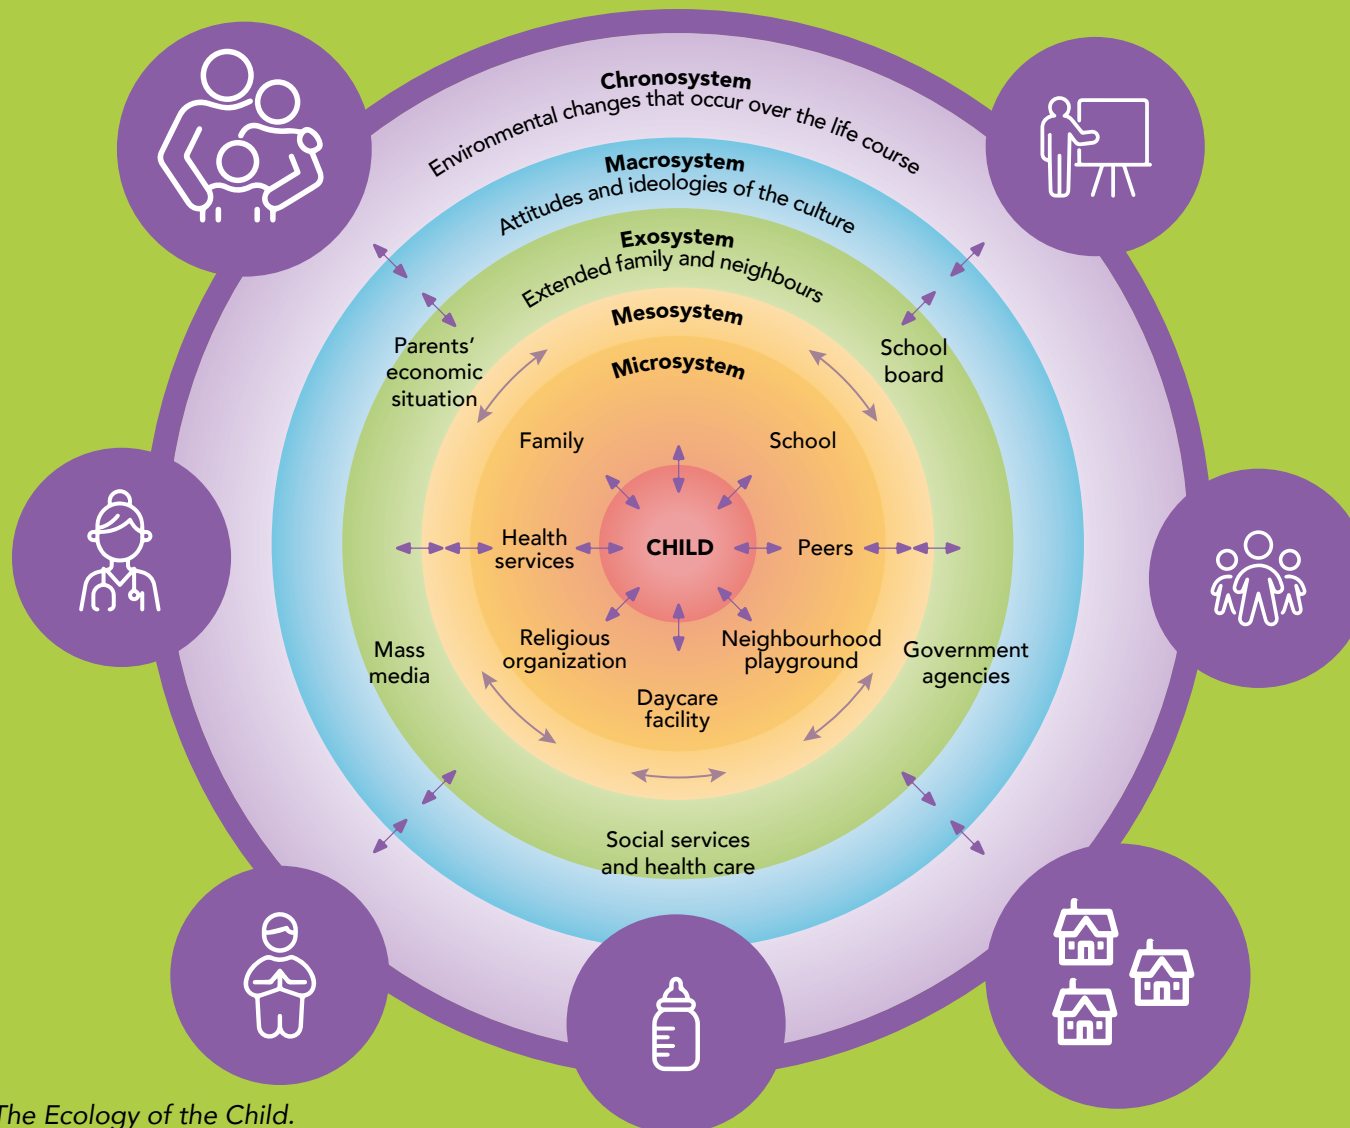 Chronosystem
Environmental changes that occur over the life course
Macrosystem
Attitudes and ideologies of the culture
Exosystem
Extended family and neighbours
Mesosystem
Microsystem
Parents'
economic
situation
School
board
Family
School
Health
services
CHILD
Peers
Religious
organization
Neighbourhood
playground
Mass
media
Government
agencies
Daycare
facility
Social services
and health care
The Ecology of the Child.